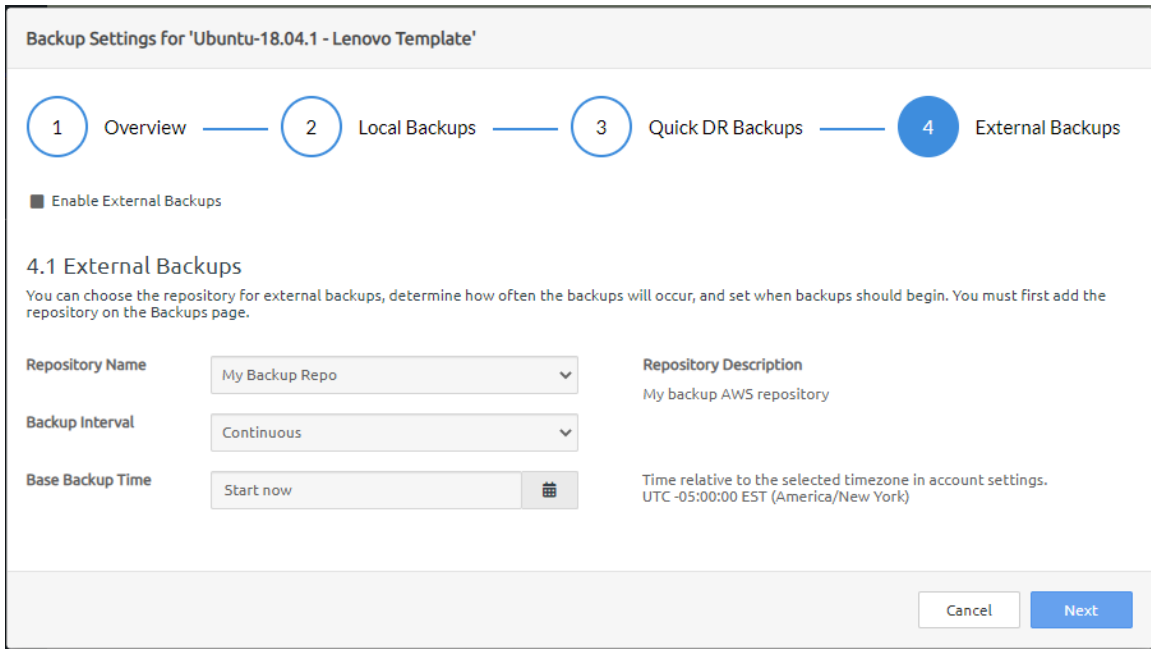 Backup Settings for 'Ubuntu-18.04.1 - Lenovo Template'
1 Overview 2 Local Backups 3 Quick DR Backups 4 External Backups
Enable External Backups
4.1 External Backups
You can choose the repository for external backups, determine how often the backups will occur, and set when backups should begin. You must first add the
repository on the Backups page.
Repository Name
My Backup Repo
Repository Description
My backup AWS repository
Backup Interval
Continuous
Base Backup Time
Start now
Time relative to the selected timezone in account settings.
UTC -05:00:00 EST (America/New York)
Cancel
Next